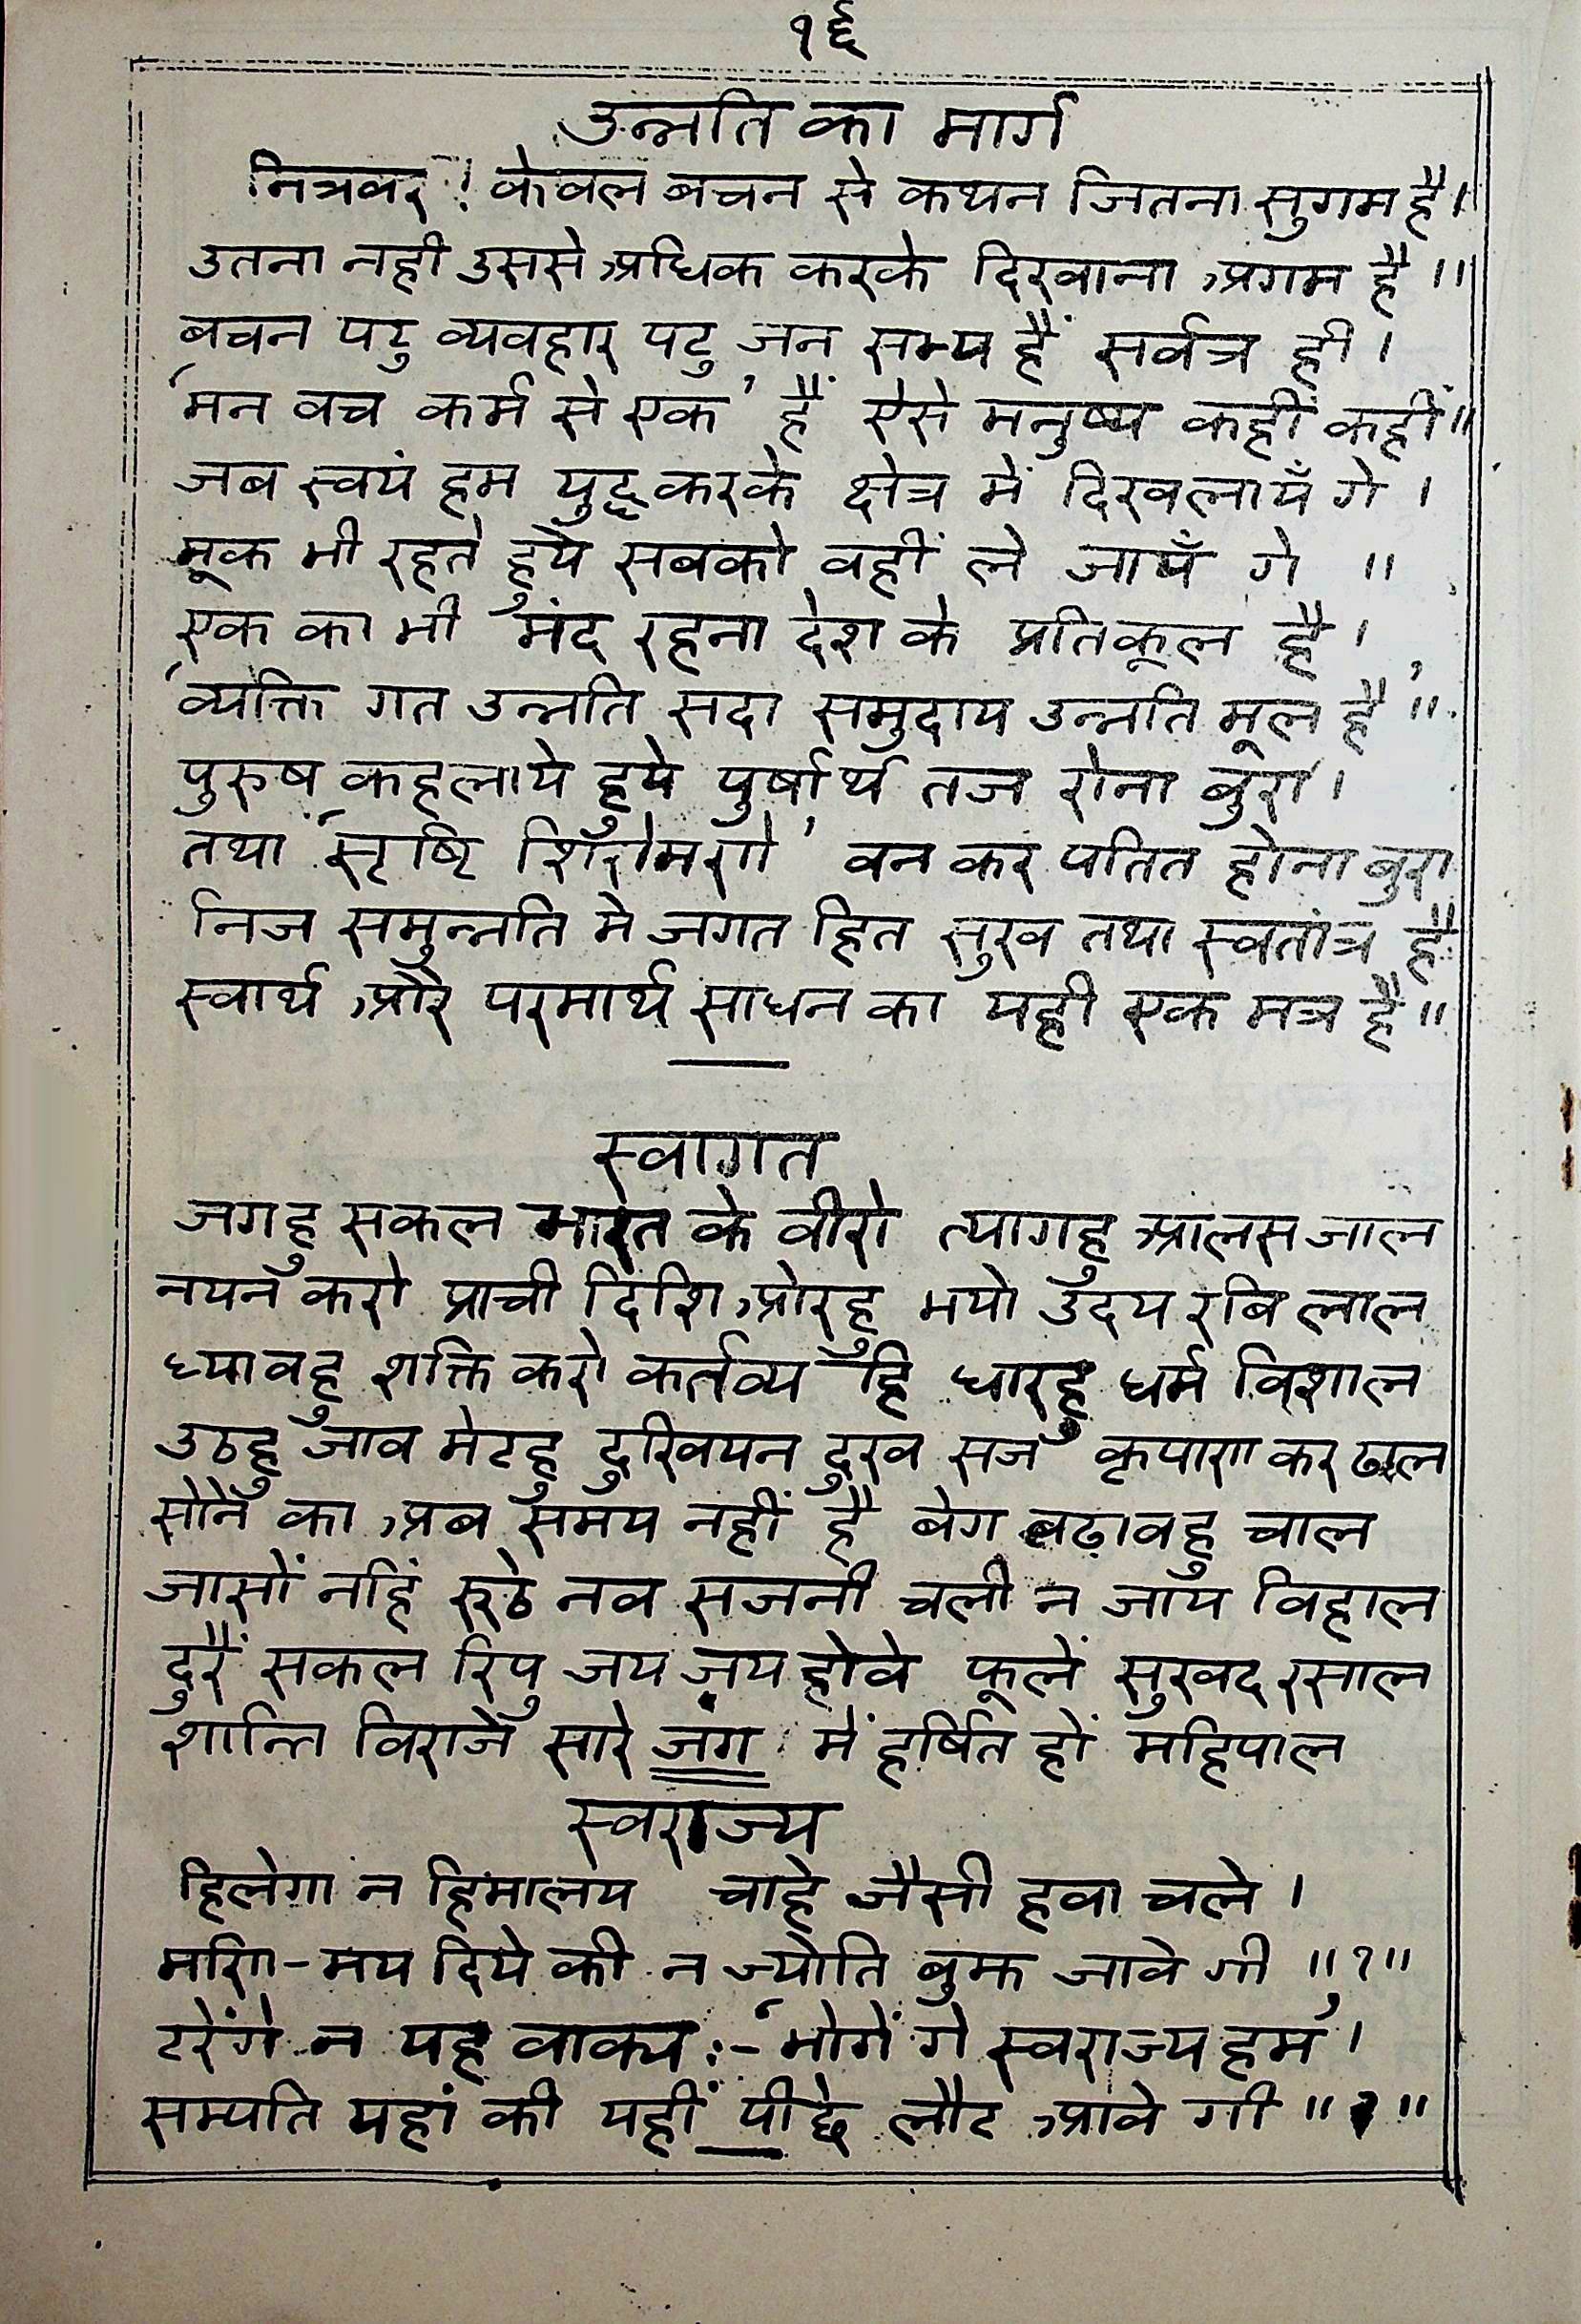 १६
उन्नति का मार्ग
मित्रवर ! केवल बचन से कथन जितना सुगम है।
उतना नही उससे अधिक करके दिखाना अगम है ॥
बचन पटु व्यवहार पटु जन सभ्य हैं सर्वत्र ही ।
'मन वच कर्म से एक' हैं ऐसे मनुष्य कहीं कहीं॥
जब स्वयं हम युद्ध करके क्षेत्र में दिखलायँ गे ।
मूक भी रहते हुये सबको वहीं ले जायँ गे ॥
एक का भी मंद रहना देश के प्रतिकूल है ।
'व्यक्ति गत उन्नति सदा समुदाय उन्नति मूल है' ॥
पुरुष कहलाये हुये पुर्षार्थ तज रोना बुरा ।
तथा 'सृष्टि शिरोमणी' बन कर पतित होना बुरा
निज समुन्नति मे जगत हित सुख तथा स्वतांत्र है
स्वार्थ और परमार्थ साधन का यही एक मत्र है ॥
स्वागत
जगहु सकल भारत के वीरो त्यागहु आलस जाल
नयन करो प्राची दिशि ओरहु भयो उदय रबि लाल
ध्यावहु शक्ति करो कर्तव्य हि धारहु धर्म विशाल
उठहु जाव मेटहु दुखियन दुख सज कृपाण कर ढाल
सोने का अब समय नहीं है बेग बढ़ावहु चाल
जासों नहिं रूठे नव सजनी चली न जाय विहाल
दुरैं सकल रिपु जय जय होवे फूलें सुखद रसाल
शान्ति विराजे सारे जग में हर्षित हों महिपाल
स्वराज्य
हिलेगा न हिमालय चाहे जैसी हवा चले ।
मणि-मय दिये की न ज्योति बुझ जावे गी ॥१॥
टरेंगे न यह वाक्य :- 'मांगें गे स्वराज्य हम' ।
सम्पति यहां की यहीं पीछे लौट आवे गी ॥२॥